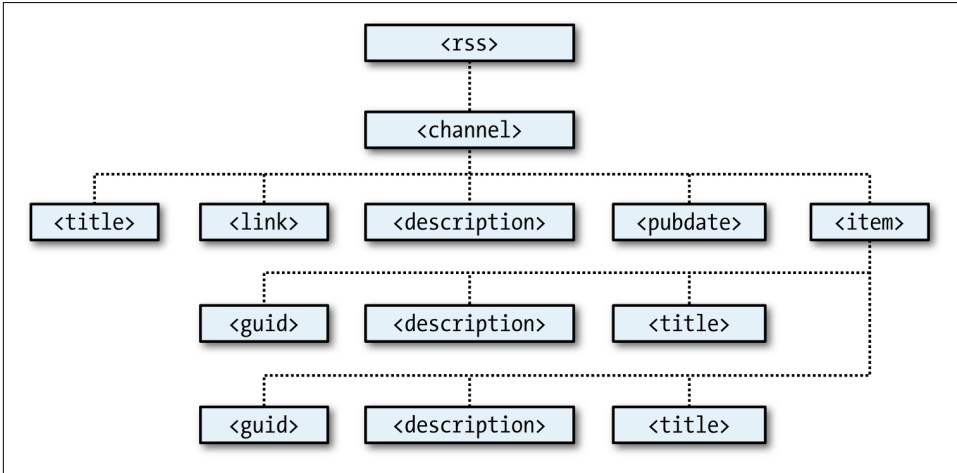 <rss>
<channel>
<title> <link> <description> <pubdate> <item>
<guid> <description> <title>
<guid> <description> <title>